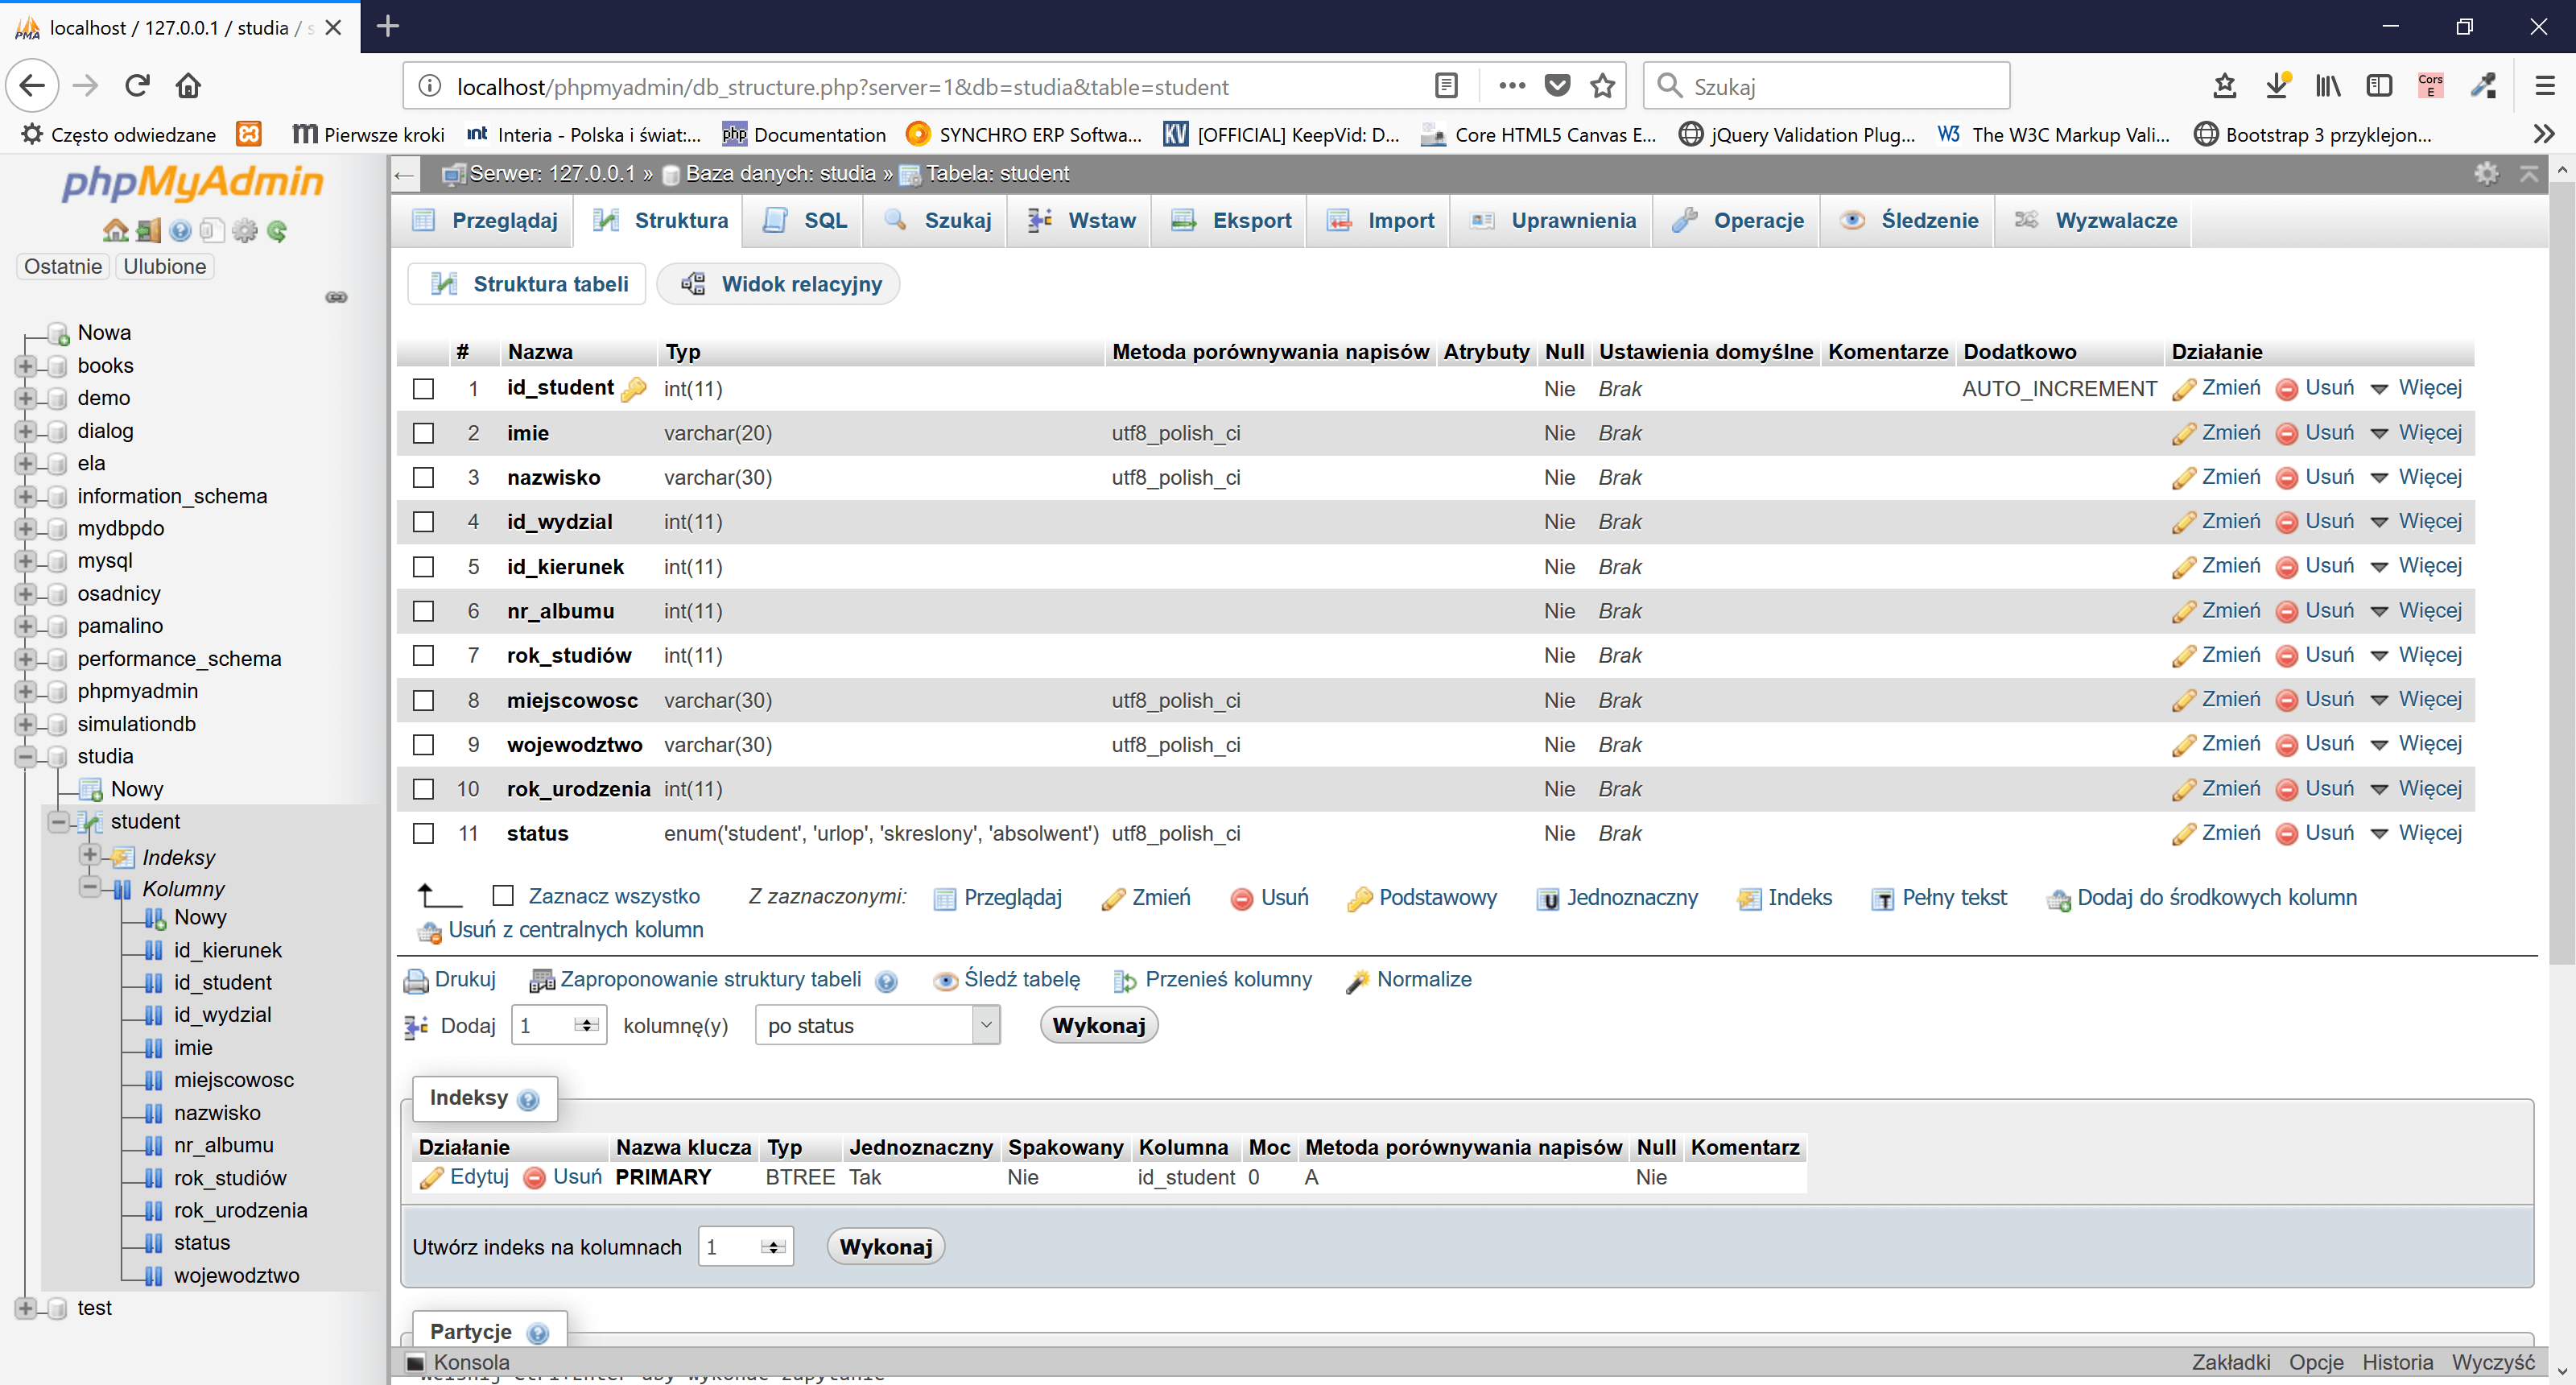 localhost / 127.0.0.1 / studia / s
localhost/phpmyadmin/db_structure.php?server=1&db=studia&table=student
Szukaj
Cors E
Często odwiedzane
Pierwsze kroki
int Interia - Polska i świat:...
php Documentation
SYNCHRO ERP Softwa...
KV [OFFICIAL] KeepVid: D...
Core HTML5 Canvas E...
jQuery Validation Plug...
W3 The W3C Markup Vali...
Bootstrap 3 przyklejon...
phpMyAdmin
Ostatnie Ulubione
Nowa
books
demo
dialog
ela
information_schema
mydbpdo
mysql
osadnicy
pamalino
performance_schema
phpmyadmin
simulationdb
studia
Nowy
student
Indeksy
Kolumny
Nowy
id_kierunek
id_student
id_wydzial
imie
miejscowosc
nazwisko
nr_albumu
rok_studiów
rok_urodzenia
status
wojewodztwo
test
Serwer: 127.0.0.1 » Baza danych: studia » Tabela: student
Przeglądaj Struktura SQL Szukaj Wstaw Eksport Import Uprawnienia Operacje Śledzenie Wyzwalacze
Struktura tabeli Widok relacyjny
# Nazwa Typ Metoda porównywania napisów Atrybuty Null Ustawienia domyślne Komentarze Dodatkowo Działanie
1 id_student int(11) Nie Brak AUTO_INCREMENT Zmień Usuń Więcej
2 imie varchar(20) utf8_polish_ci Nie Brak Zmień Usuń Więcej
3 nazwisko varchar(30) utf8_polish_ci Nie Brak Zmień Usuń Więcej
4 id_wydzial int(11) Nie Brak Zmień Usuń Więcej
5 id_kierunek int(11) Nie Brak Zmień Usuń Więcej
6 nr_albumu int(11) Nie Brak Zmień Usuń Więcej
7 rok_studiów int(11) Nie Brak Zmień Usuń Więcej
8 miejscowosc varchar(30) utf8_polish_ci Nie Brak Zmień Usuń Więcej
9 wojewodztwo varchar(30) utf8_polish_ci Nie Brak Zmień Usuń Więcej
10 rok_urodzenia int(11) Nie Brak Zmień Usuń Więcej
11 status enum('student', 'urlop', 'skreslony', 'absolwent') utf8_polish_ci Nie Brak Zmień Usuń Więcej
Zaznacz wszystko Z zaznaczonymi: Przeglądaj Zmień Usuń Podstawowy Jednoznaczny Indeks Pełny tekst Dodaj do środkowych kolumn
Usuń z centralnych kolumn
Drukuj Zaproponowanie struktury tabeli Śledź tabelę Przenieś kolumny Normalize
Dodaj 1 kolumnę(y) po status Wykonaj
Indeksy
Działanie Nazwa klucza Typ Jednoznaczny Spakowany Kolumna Moc Metoda porównywania napisów Null Komentarz
Edytuj Usuń PRIMARY BTREE Tak Nie id_student 0 A Nie
Utwórz indeks na kolumnach 1 Wykonaj
Partycje
Konsola Zakładki Opcje Historia Wyczyść